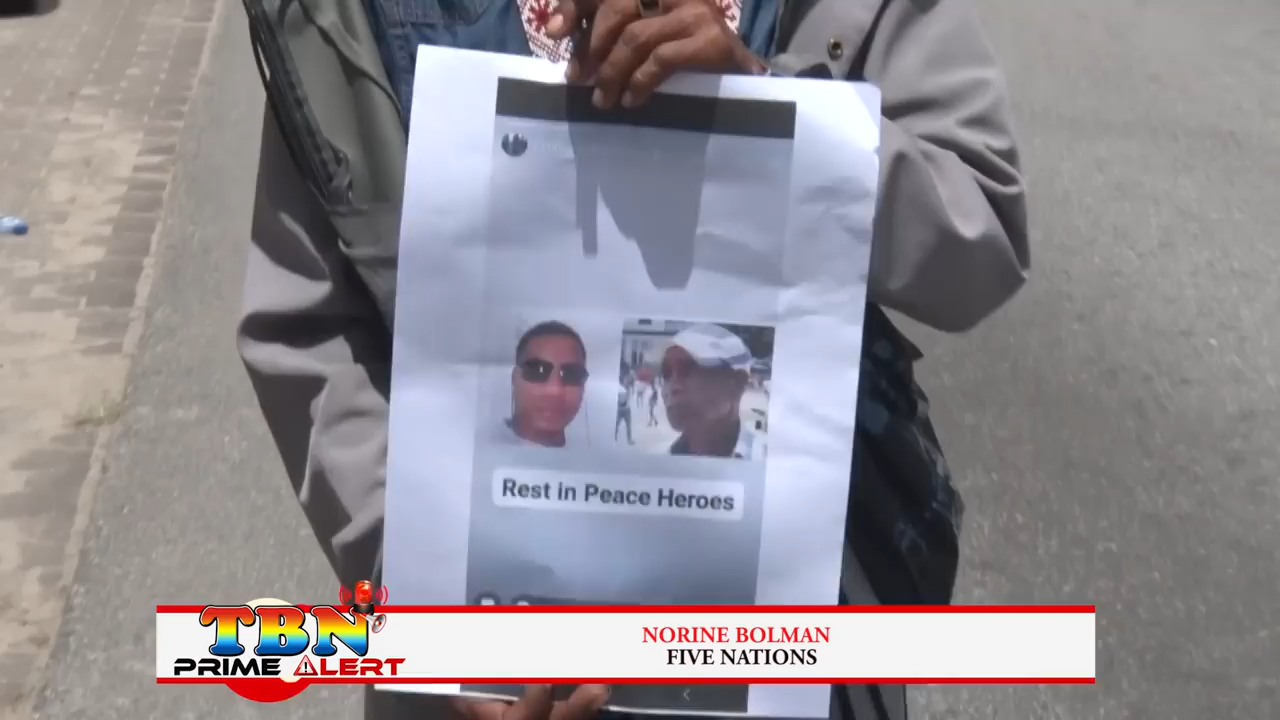 Rest in Peace Heroes
TBN
PRIME ALERT
NORINE BOLMAN
FIVE NATIONS